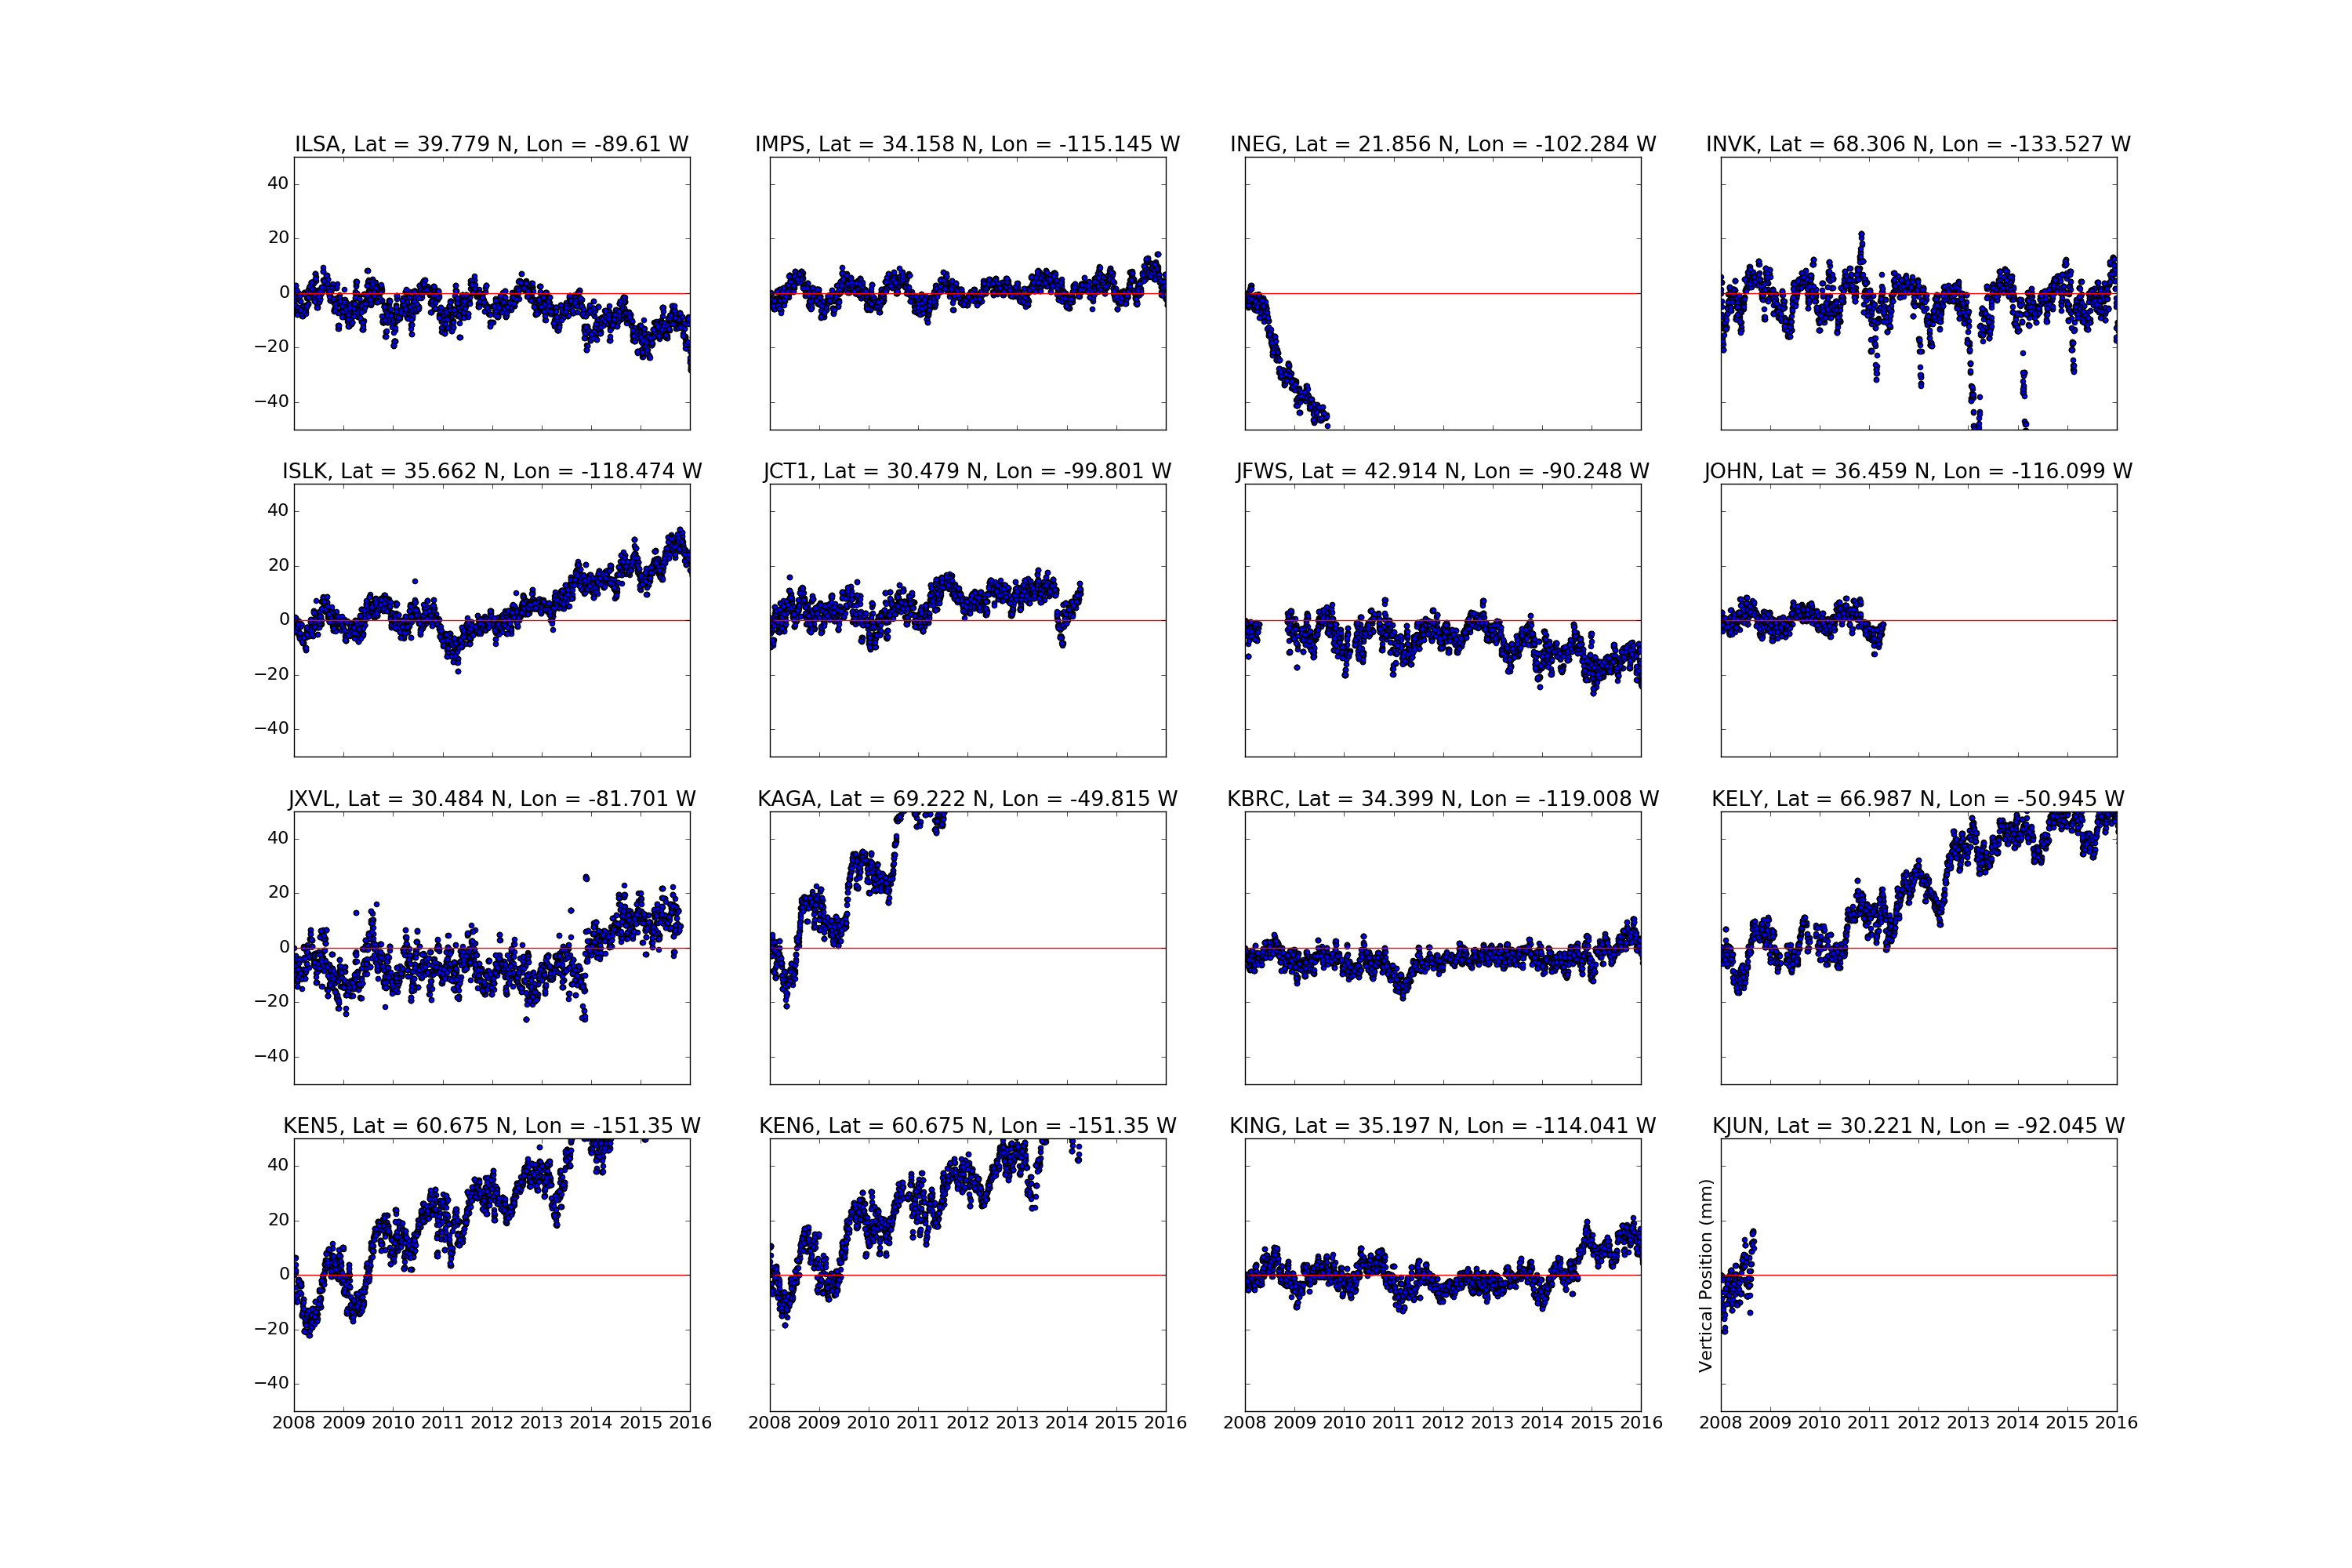 ILSA, Lat = 39.779 N, Lon = -89.61 W
IMPS, Lat = 34.158 N, Lon = -115.145 W
INEG, Lat = 21.856 N, Lon = -102.284 W
INVK, Lat = 68.306 N, Lon = -133.527 W
40
20
0
−20
−40
ISLK, Lat = 35.662 N, Lon = -118.474 W
JCT1, Lat = 30.479 N, Lon = -99.801 W
JFWS, Lat = 42.914 N, Lon = -90.248 W
JOHN, Lat = 36.459 N, Lon = -116.099 W
40
20
0
−20
−40
JXVL, Lat = 30.484 N, Lon = -81.701 W
KAGA, Lat = 69.222 N, Lon = -49.815 W
KBRC, Lat = 34.399 N, Lon = -119.008 W
KELY, Lat = 66.987 N, Lon = -50.945 W
40
20
0
−20
−40
KEN5, Lat = 60.675 N, Lon = -151.35 W
KEN6, Lat = 60.675 N, Lon = -151.35 W
KING, Lat = 35.197 N, Lon = -114.041 W
KJUN, Lat = 30.221 N, Lon = -92.045 W
40
20
0
−20
−40
Vertical Position (mm)
2008 2009 2010 2011 2012 2013 2014 2015 2016
2008 2009 2010 2011 2012 2013 2014 2015 2016
2008 2009 2010 2011 2012 2013 2014 2015 2016
2008 2009 2010 2011 2012 2013 2014 2015 2016